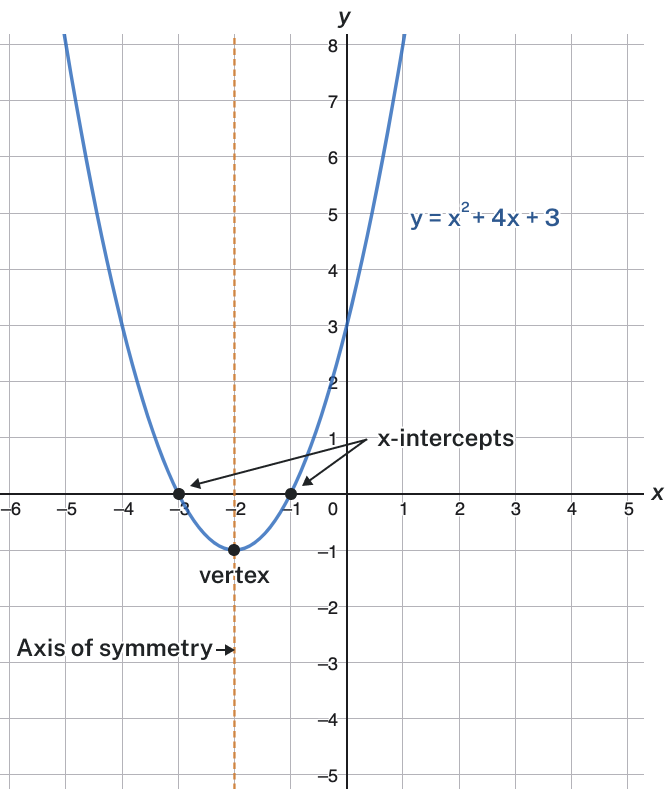 y
8
7
6
5
y = x² + 4x + 3
4
3
2
1
x-intercepts
x
–6 –5 –4 –3 –2 –1 0 1 2 3 4 5
–1
vertex
–2
Axis of symmetry
–3
–4
–5